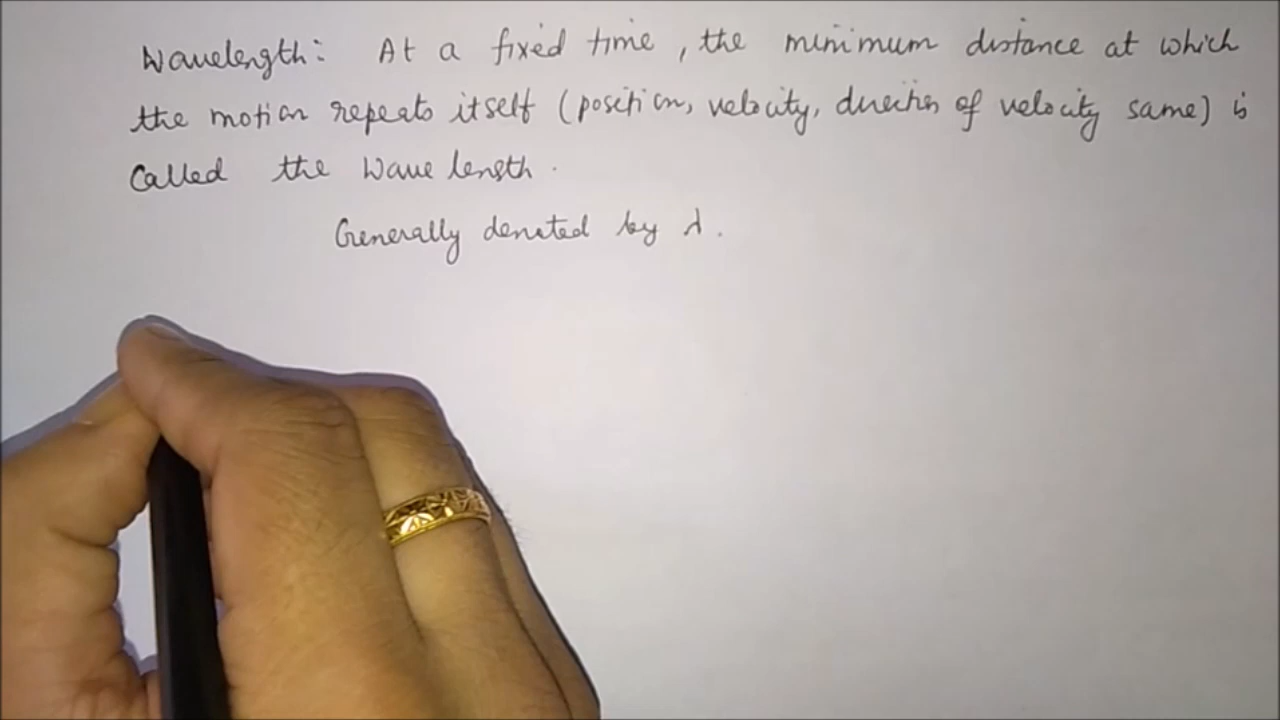 Wavelength: At a fixed time, the minimum distance at which
the motion repeats itself (position, velocity, direction of velocity same) is
Called the Wave length.
Generally denoted by λ.